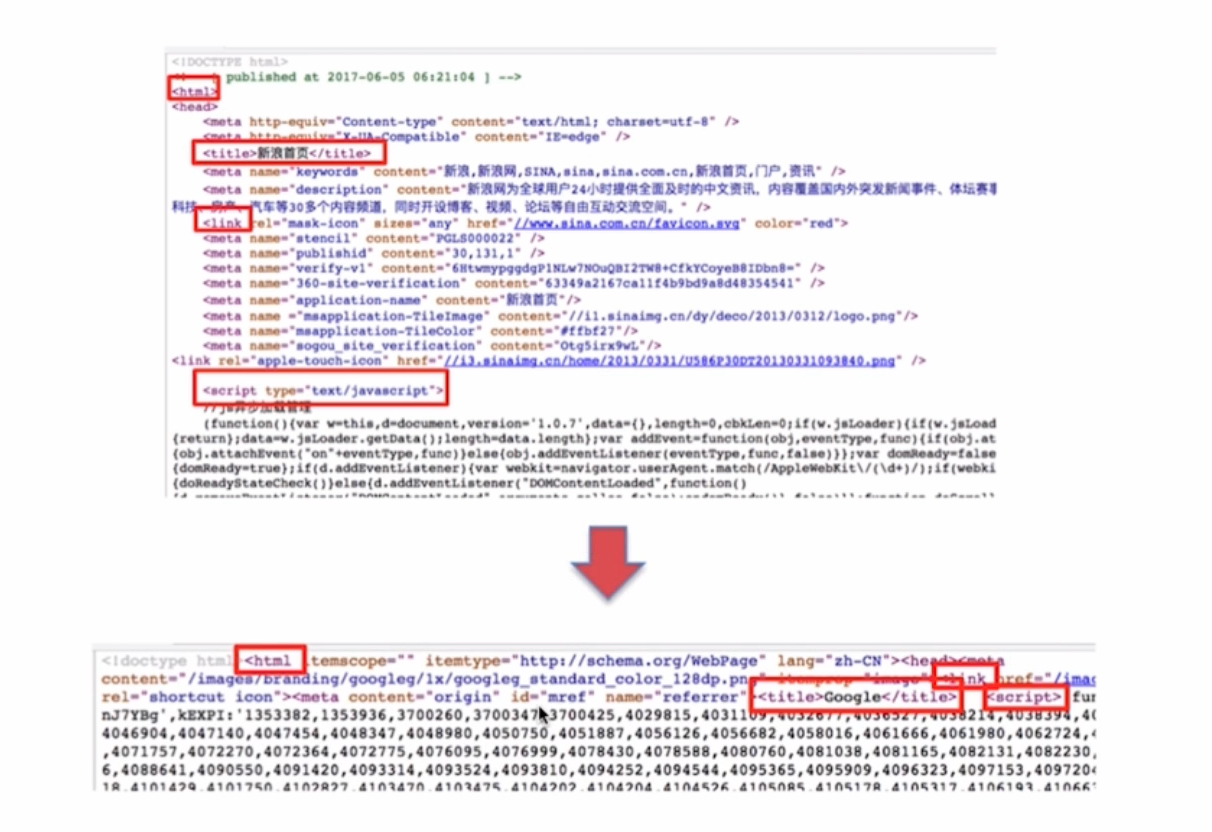 <!DOCTYPE html>
published at 2017-06-05 06:21:04 ] -->
<html>
<head>
<meta http-equiv="Content-type" content="text/html; charset=utf-8" />
<meta http-equiv="X-UA-Compatible" content="IE=edge" />
<title>新浪首页</title>
<meta name="keywords" content="新浪,新浪网,SINA,sina,sina.com.cn,新浪首页,门户,资讯" />
<meta name="description" content="新浪网为全球用户24小时提供全面及时的中文资讯，内容覆盖国内外突发新闻事件、体坛赛事
科技、房产、汽车等30多个内容频道，同时开设博客、视频、论坛等自由互动交流空间。" />
<link rel="mask-icon" sizes="any" href="//www.sina.com.cn/favicon.svg" color="red">
<meta name="stencil" content="PGLS000022" />
<meta name="publishid" content="30,131,1" />
<meta name="verify-v1" content="6HtwmypggdgP1NLw7NOuQBI2TW8+CfkYCoyeB8IDbn8=" />
<meta name="360-site-verification" content="63349a2167ca11f4b9bd9a8d48354541" />
<meta name="application-name" content="新浪首页"/>
<meta name ="msapplication-TileImage" content="//i1.sinaimg.cn/dy/deco/2013/0312/logo.png"/>
<meta name="msapplication-TileColor" content="#ffbf27"/>
<meta name="sogou_site_verification" content="Otg5irx9wL"/>
<link rel="apple-touch-icon" href="//i3.sinaimg.cn/home/2013/0331/U586P30DT20130331093840.png" />
<script type="text/javascript">
//js异步加载管理
(function(){var w=this,d=document,version='1.0.7',data={},length=0,cbkLen=0;if(w.jsLoader){if(w.jsLoad
{return};data=w.jsLoader.getData();length=data.length};var addEvent=function(obj,eventType,func){if(obj.at
{obj.attachEvent("on"+eventType,func)}else{obj.addEventListener(eventType,func,false)}};var domReady=false
{domReady=true};if(d.addEventListener){var webkit=navigator.userAgent.match(/AppleWebKit\/(\d+)/);if(webki
{doReadyStateCheck()}else{d.addEventListener("DOMContentLoaded",function()
<!doctype html><html itemscope="" itemtype="http://schema.org/WebPage" lang="zh-CN"><head><meta
content="/images/branding/googleg/1x/googleg_standard_color_128dp.png" itemprop="image"><link href="/imag
rel="shortcut icon"><meta content="origin" id="mref" name="referrer"><title>Google</title> <script> fun
nJ7YBg',kEXPI:'1353382,1353936,3700260,3700347,3700425,4029815,4031109,4032677,4036527,4038214,4038394,40
4046904,4047140,4047454,4048347,4048980,4050750,4051887,4056126,4056682,4058016,4061666,4061980,4062724,4
,4071757,4072270,4072364,4072775,4076095,4076999,4078430,4078588,4080760,4081038,4081165,4082131,4082230,
6,4088641,4090550,4091420,4093314,4093524,4093810,4094252,4094544,4095365,4095909,4096323,4097153,409720
18,4101429,4101750,4102827,4103470,4103475,4104202,4104204,4104526,4105085,4105178,4105317,4106193,41066